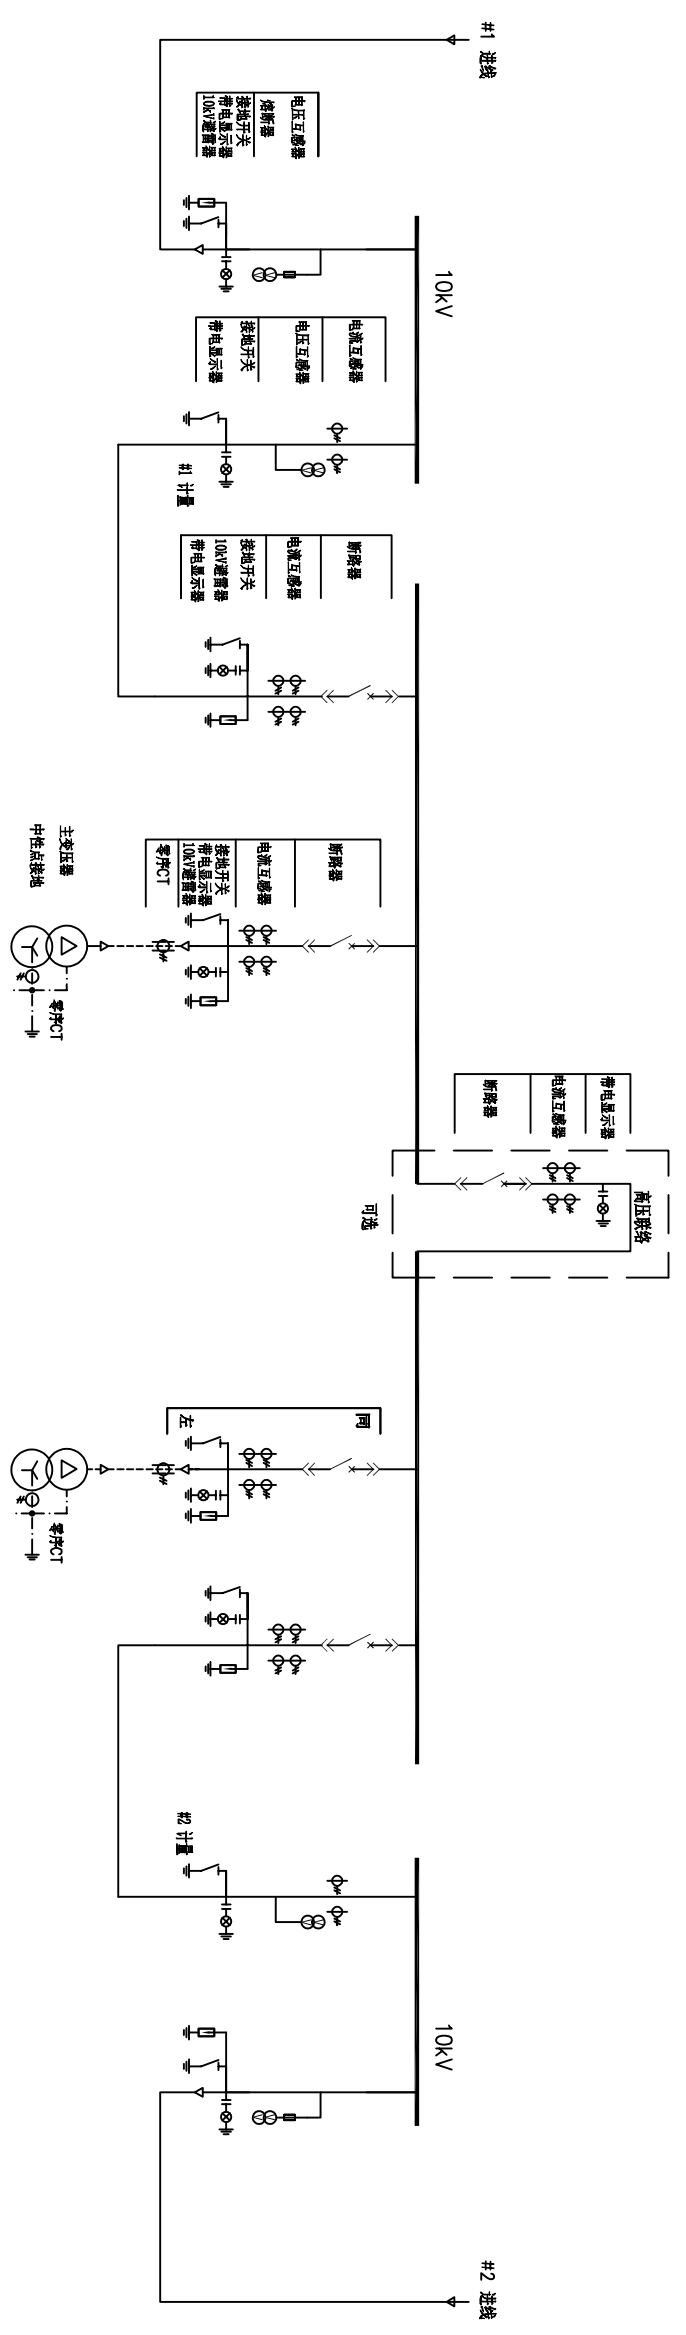 #1 进线
电压互感器
熔断器
接地开关
带电显示器
10kV避雷器
10kV
电流互感器
电压互感器
接地开关
带电显示器
#1 计量
断路器
电流互感器
接地开关
10kV避雷器
带电显示器
断路器
电流互感器
接地开关
带电显示器
10kV避雷器
零序CT
主变压器
中性点接地
零序CT
带电显示器
电流互感器
断路器
高压联络
可选
同
左
零序CT
#2 计量
10kV
#2 进线